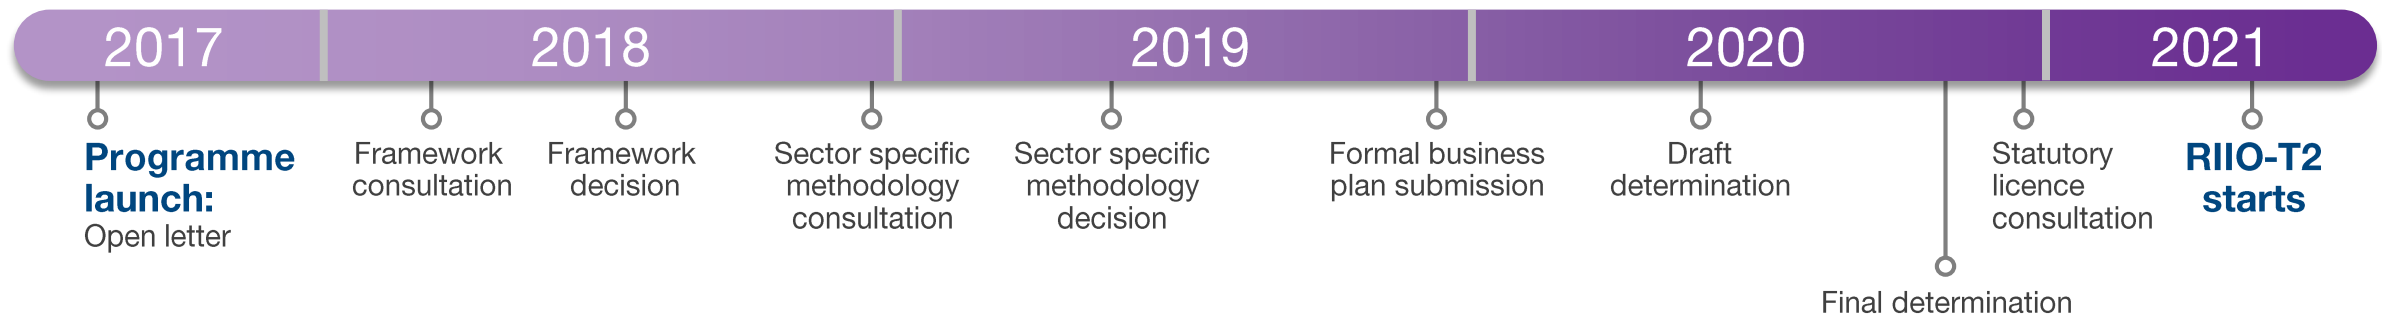 2017
2018
2019
2020
2021
Programme
launch:
Open letter
Framework
consultation
Framework
decision
Sector specific
methodology
consultation
Sector specific
methodology
decision
Formal business
plan submission
Draft
determination
Final determination
Statutory
licence
consultation
RIIO-T2
starts